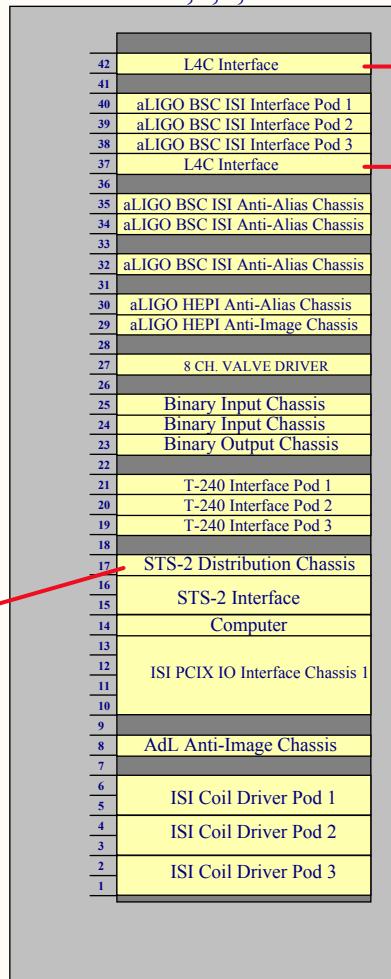 42 L4C Interface
41
40 aLIGO BSC ISI Interface Pod 1
39 aLIGO BSC ISI Interface Pod 2
38 aLIGO BSC ISI Interface Pod 3
37 L4C Interface
36
35 aLIGO BSC ISI Anti-Alias Chassis
34 aLIGO BSC ISI Anti-Alias Chassis
33
32 aLIGO BSC ISI Anti-Alias Chassis
31
30 aLIGO HEPI Anti-Alias Chassis
29 aLIGO HEPI Anti-Image Chassis
28
27 8 CH. VALVE DRIVER
26
25 Binary Input Chassis
24 Binary Input Chassis
23 Binary Output Chassis
22
21 T-240 Interface Pod 1
20 T-240 Interface Pod 2
19 T-240 Interface Pod 3
18
17 STS-2 Distribution Chassis
16
STS-2 Interface
15
14 Computer
13
12
ISI PCIX IO Interface Chassis 1
11
10
9
8 AdL Anti-Image Chassis
7
6
ISI Coil Driver Pod 1
5
4
ISI Coil Driver Pod 2
3
2
ISI Coil Driver Pod 3
1